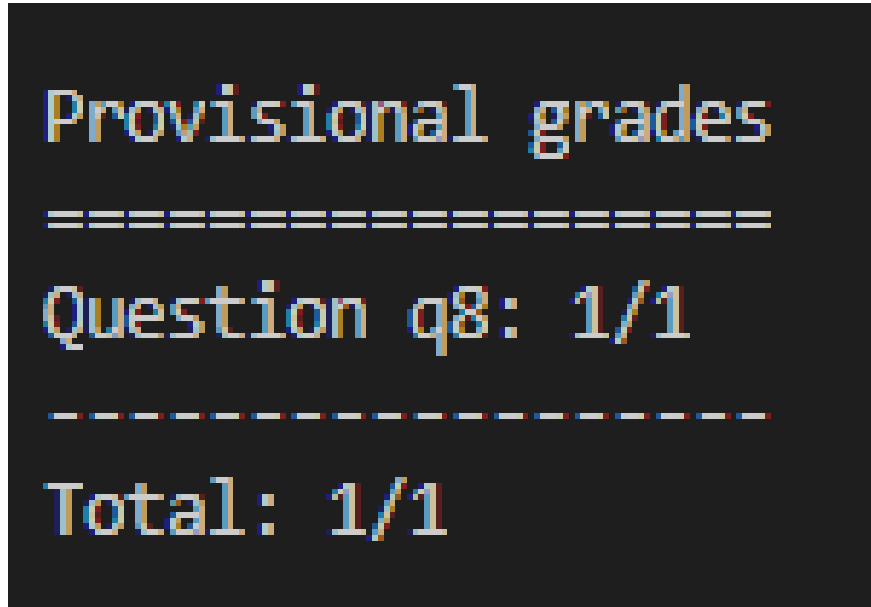 Provisional grades
==================
Question q8: 1/1
------------------
Total: 1/1